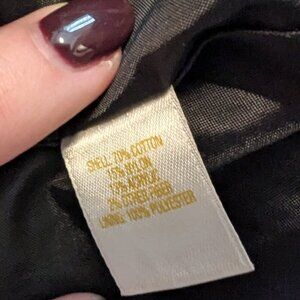 SHELL 70% COTTON
15% NYLON
13% ACRYLIC
2% OTHER FIBER
LINING 100% POLYESTER